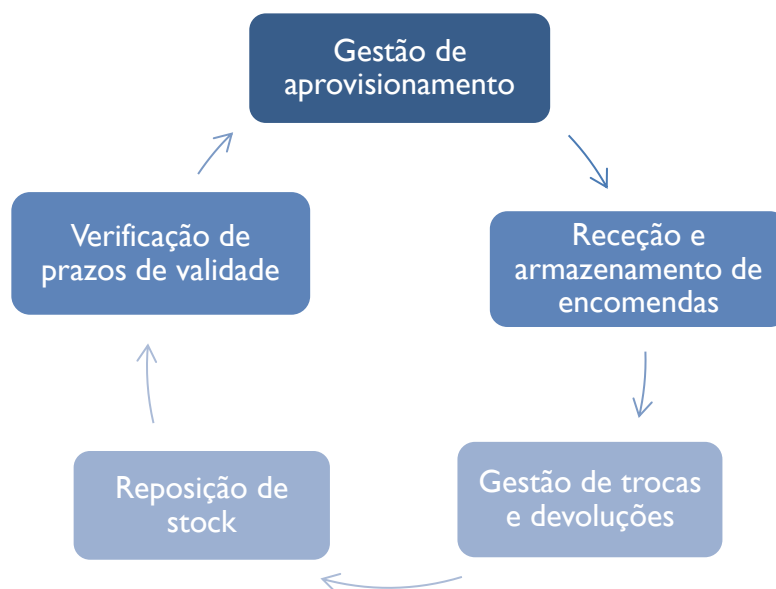 Gestão de
aprovisionamento
Receção e
armazenamento de
encomendas
Gestão de trocas
e devoluções
Reposição de
stock
Verificação de
prazos de validade